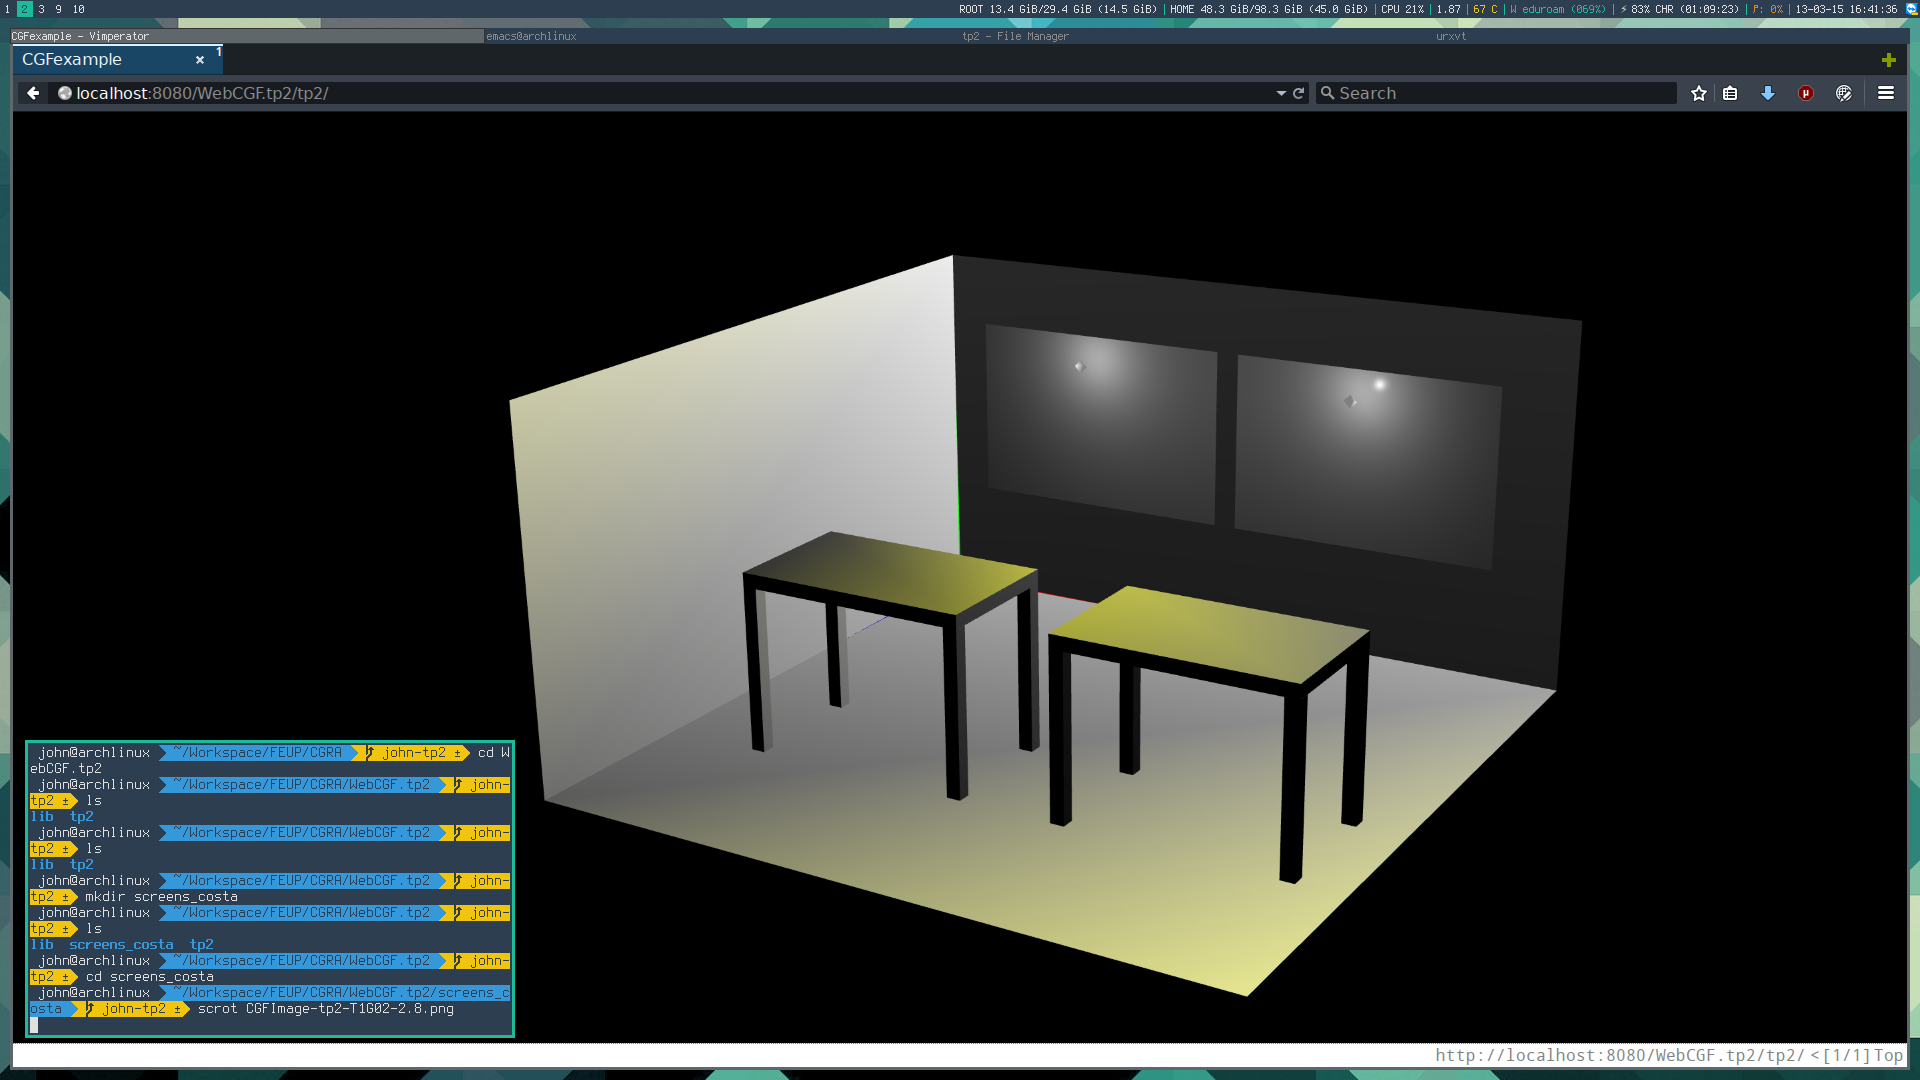 1 2 3 9 10 ROOT 13.4 GiB/29.4 GiB (14.5 GiB) | HOME 48.3 GiB/98.3 GiB (45.0 GiB) | CPU 21% | 1.87 | 67 C | W eduroam (069%) | ⚡ 83% CHR (01:09:23) | P: 0% | 13-03-15 16:41:36
CGFexample - Vimperator emacs@archlinux tp2 - File Manager urxvt
CGFexample × 1
localhost:8080/WebCGF.tp2/tp2/ Search
john@archlinux ~/Workspace/FEUP/CGRA john-tp2 ± cd W
ebCGF.tp2
john@archlinux ~/Workspace/FEUP/CGRA/WebCGF.tp2 john-
tp2 ± ls
lib tp2
john@archlinux ~/Workspace/FEUP/CGRA/WebCGF.tp2 john-
tp2 ± ls
lib tp2
john@archlinux ~/Workspace/FEUP/CGRA/WebCGF.tp2 john-
tp2 ± mkdir screens_costa
john@archlinux ~/Workspace/FEUP/CGRA/WebCGF.tp2 john-
tp2 ± ls
lib screens_costa tp2
john@archlinux ~/Workspace/FEUP/CGRA/WebCGF.tp2 john-
tp2 ± cd screens_costa
john@archlinux ~/Workspace/FEUP/CGRA/WebCGF.tp2/screens_c
osta john-tp2 ± scrot CGFImage-tp2-T1G02-2.8.png
http://localhost:8080/WebCGF.tp2/tp2/ <[1/1] Top